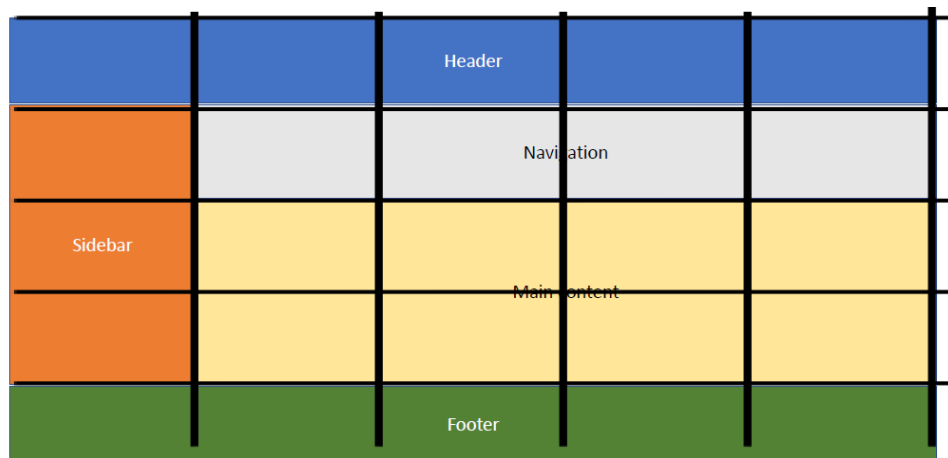 Header
Navigation
Sidebar
Main content
Footer